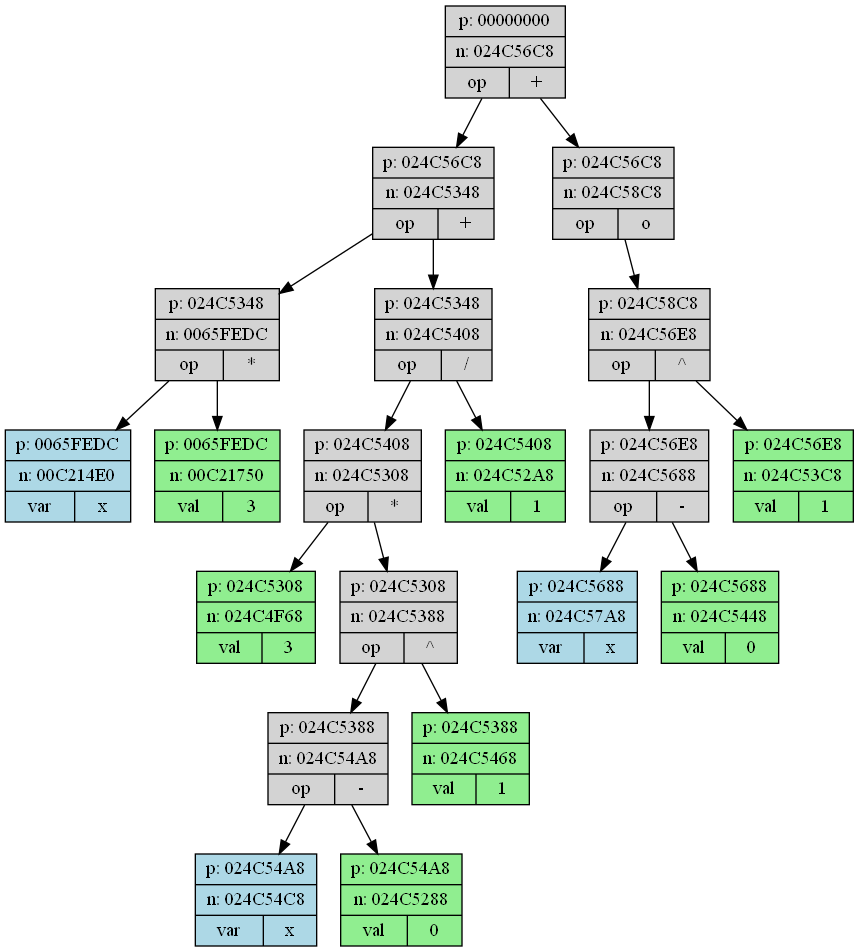 p: 00000000
n: 024C56C8
op +
p: 024C56C8
n: 024C5348
op +
p: 024C56C8
n: 024C58C8
op o
p: 024C5348
n: 0065FEDC
op *
p: 024C5348
n: 024C5408
op /
p: 024C58C8
n: 024C56E8
op ^
p: 0065FEDC
n: 00C214E0
var x
p: 0065FEDC
n: 00C21750
val 3
p: 024C5408
n: 024C5308
op *
p: 024C5408
n: 024C52A8
val 1
p: 024C56E8
n: 024C5688
op -
p: 024C56E8
n: 024C53C8
val 1
p: 024C5308
n: 024C4F68
val 3
p: 024C5308
n: 024C5388
op ^
p: 024C5688
n: 024C57A8
var x
p: 024C5688
n: 024C5448
val 0
p: 024C5388
n: 024C54A8
op -
p: 024C5388
n: 024C5468
val 1
p: 024C54A8
n: 024C54C8
var x
p: 024C54A8
n: 024C5288
val 0